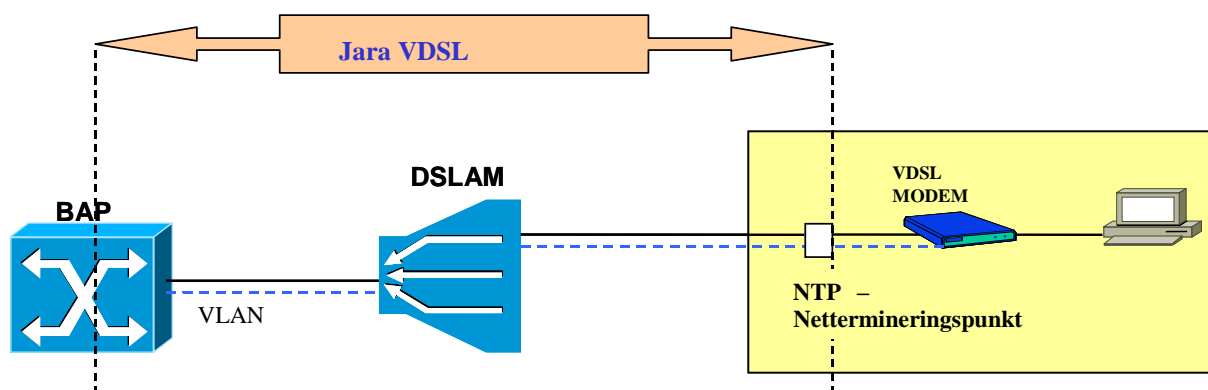 Jara VDSL
BAP
DSLAM
VLAN
VDSL
MODEM
NTP –
Nettermineringspunkt